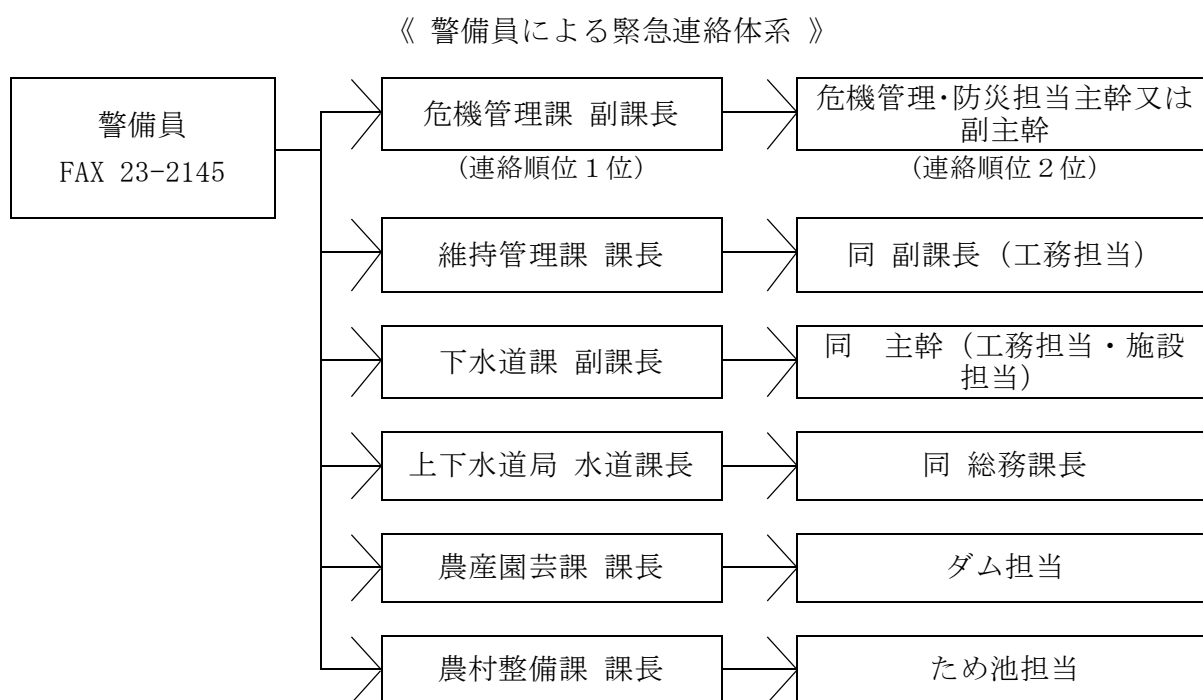 《 警備員による緊急連絡体系 》
警備員
FAX 23-2145
危機管理課 副課長
(連絡順位１位)
危機管理・防災担当主幹又は
副主幹
(連絡順位２位)
維持管理課 課長
同 副課長（工務担当）
下水道課 副課長
同　主幹（工務担当・施設
担当）
上下水道局 水道課長
同 総務課長
農産園芸課 課長
ダム担当
農村整備課 課長
ため池担当